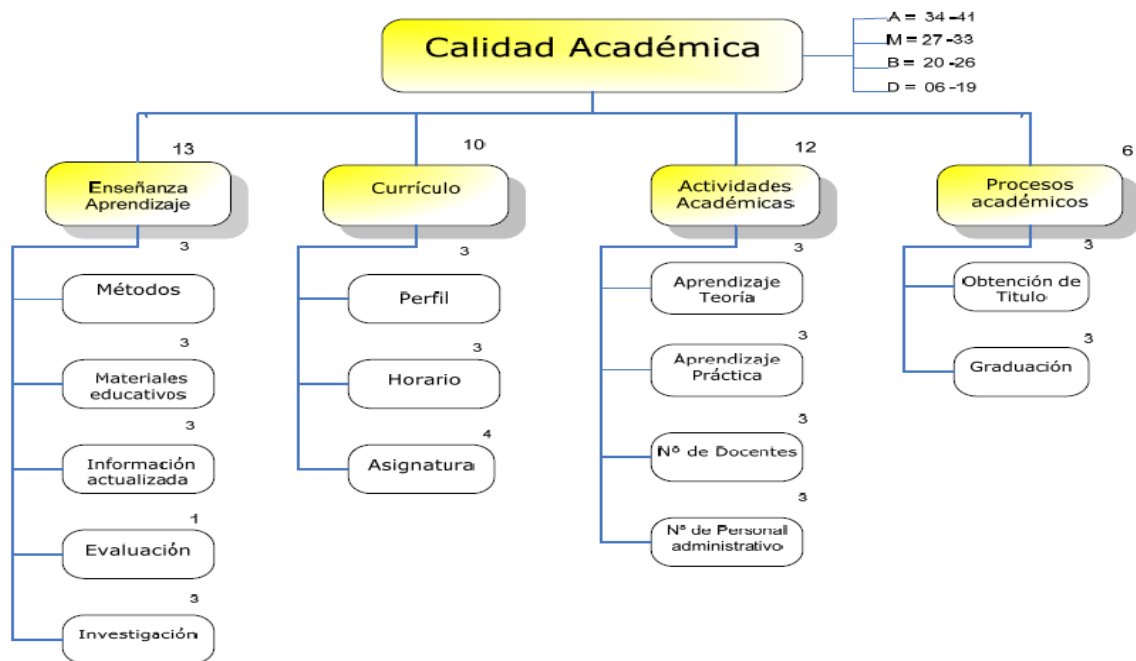 Calidad Académica
A = 34 -41
M = 27 -33
B = 20 -26
D = 06 -19
13
Enseñanza
Aprendizaje
3
Métodos
3
Materiales
educativos
3
Información
actualizada
1
Evaluación
3
Investigación
10
Currículo
3
Perfil
3
Horario
4
Asignatura
12
Actividades
Académicas
3
Aprendizaje
Teoría
3
Aprendizaje
Práctica
3
Nº de Docentes
3
Nª de Personal
administrativo
6
Procesos
académicos
3
Obtención de
Titulo
3
Graduación